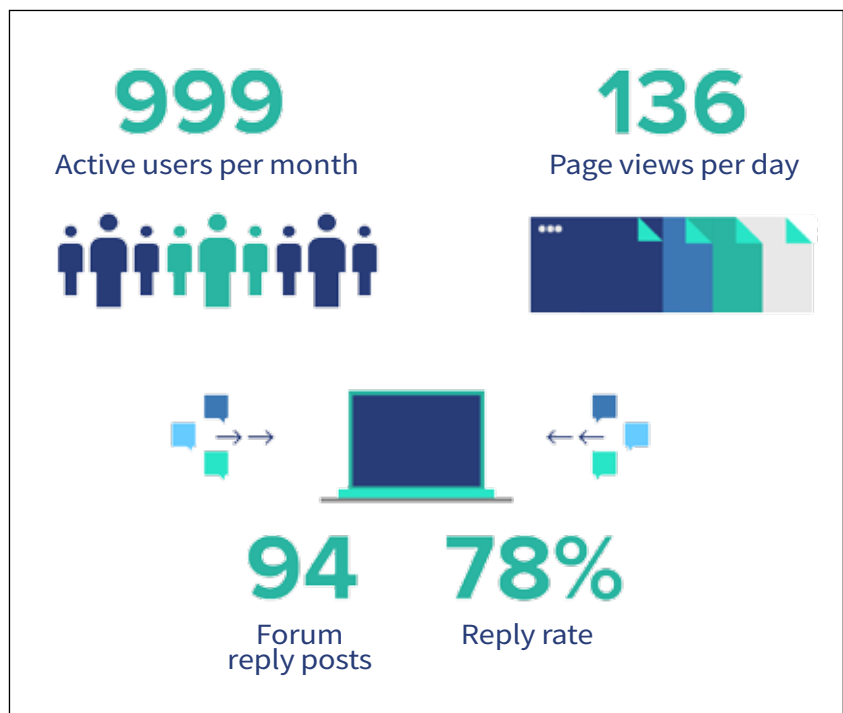 999
Active users per month
136
Page views per day
94
Forum
reply posts
78%
Reply rate